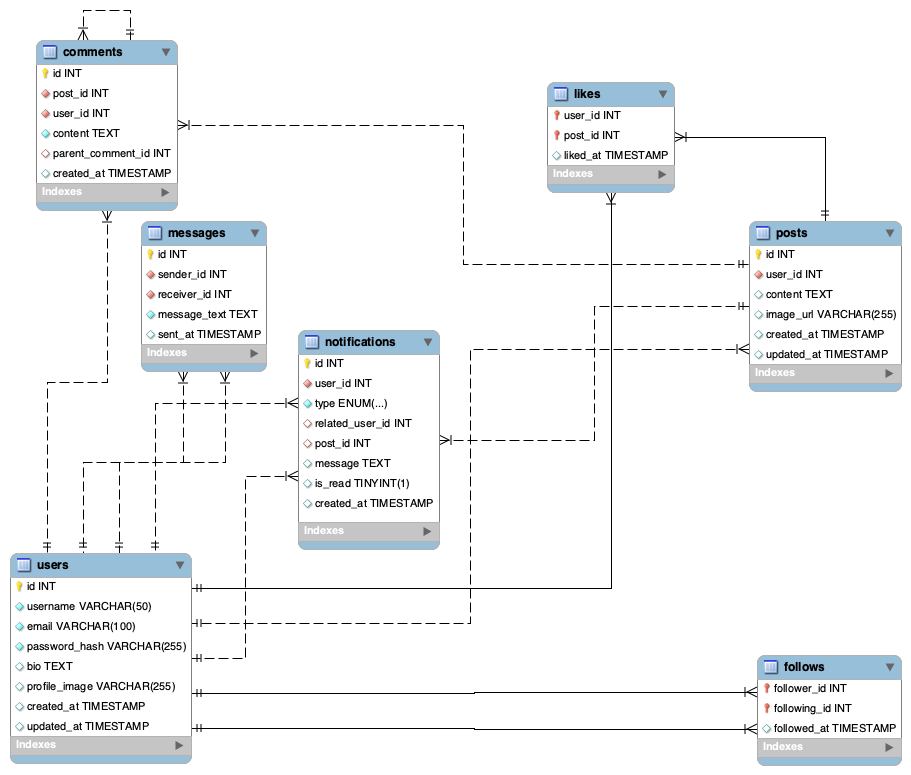 comments
id INT
post_id INT
user_id INT
content TEXT
parent_comment_id INT
created_at TIMESTAMP
Indexes
likes
user_id INT
post_id INT
liked_at TIMESTAMP
Indexes
messages
id INT
sender_id INT
receiver_id INT
message_text TEXT
sent_at TIMESTAMP
Indexes
posts
id INT
user_id INT
content TEXT
image_url VARCHAR(255)
created_at TIMESTAMP
updated_at TIMESTAMP
Indexes
notifications
id INT
user_id INT
type ENUM(...)
related_user_id INT
post_id INT
message TEXT
is_read TINYINT(1)
created_at TIMESTAMP
Indexes
users
id INT
username VARCHAR(50)
email VARCHAR(100)
password_hash VARCHAR(255)
bio TEXT
profile_image VARCHAR(255)
created_at TIMESTAMP
updated_at TIMESTAMP
Indexes
follows
follower_id INT
following_id INT
followed_at TIMESTAMP
Indexes